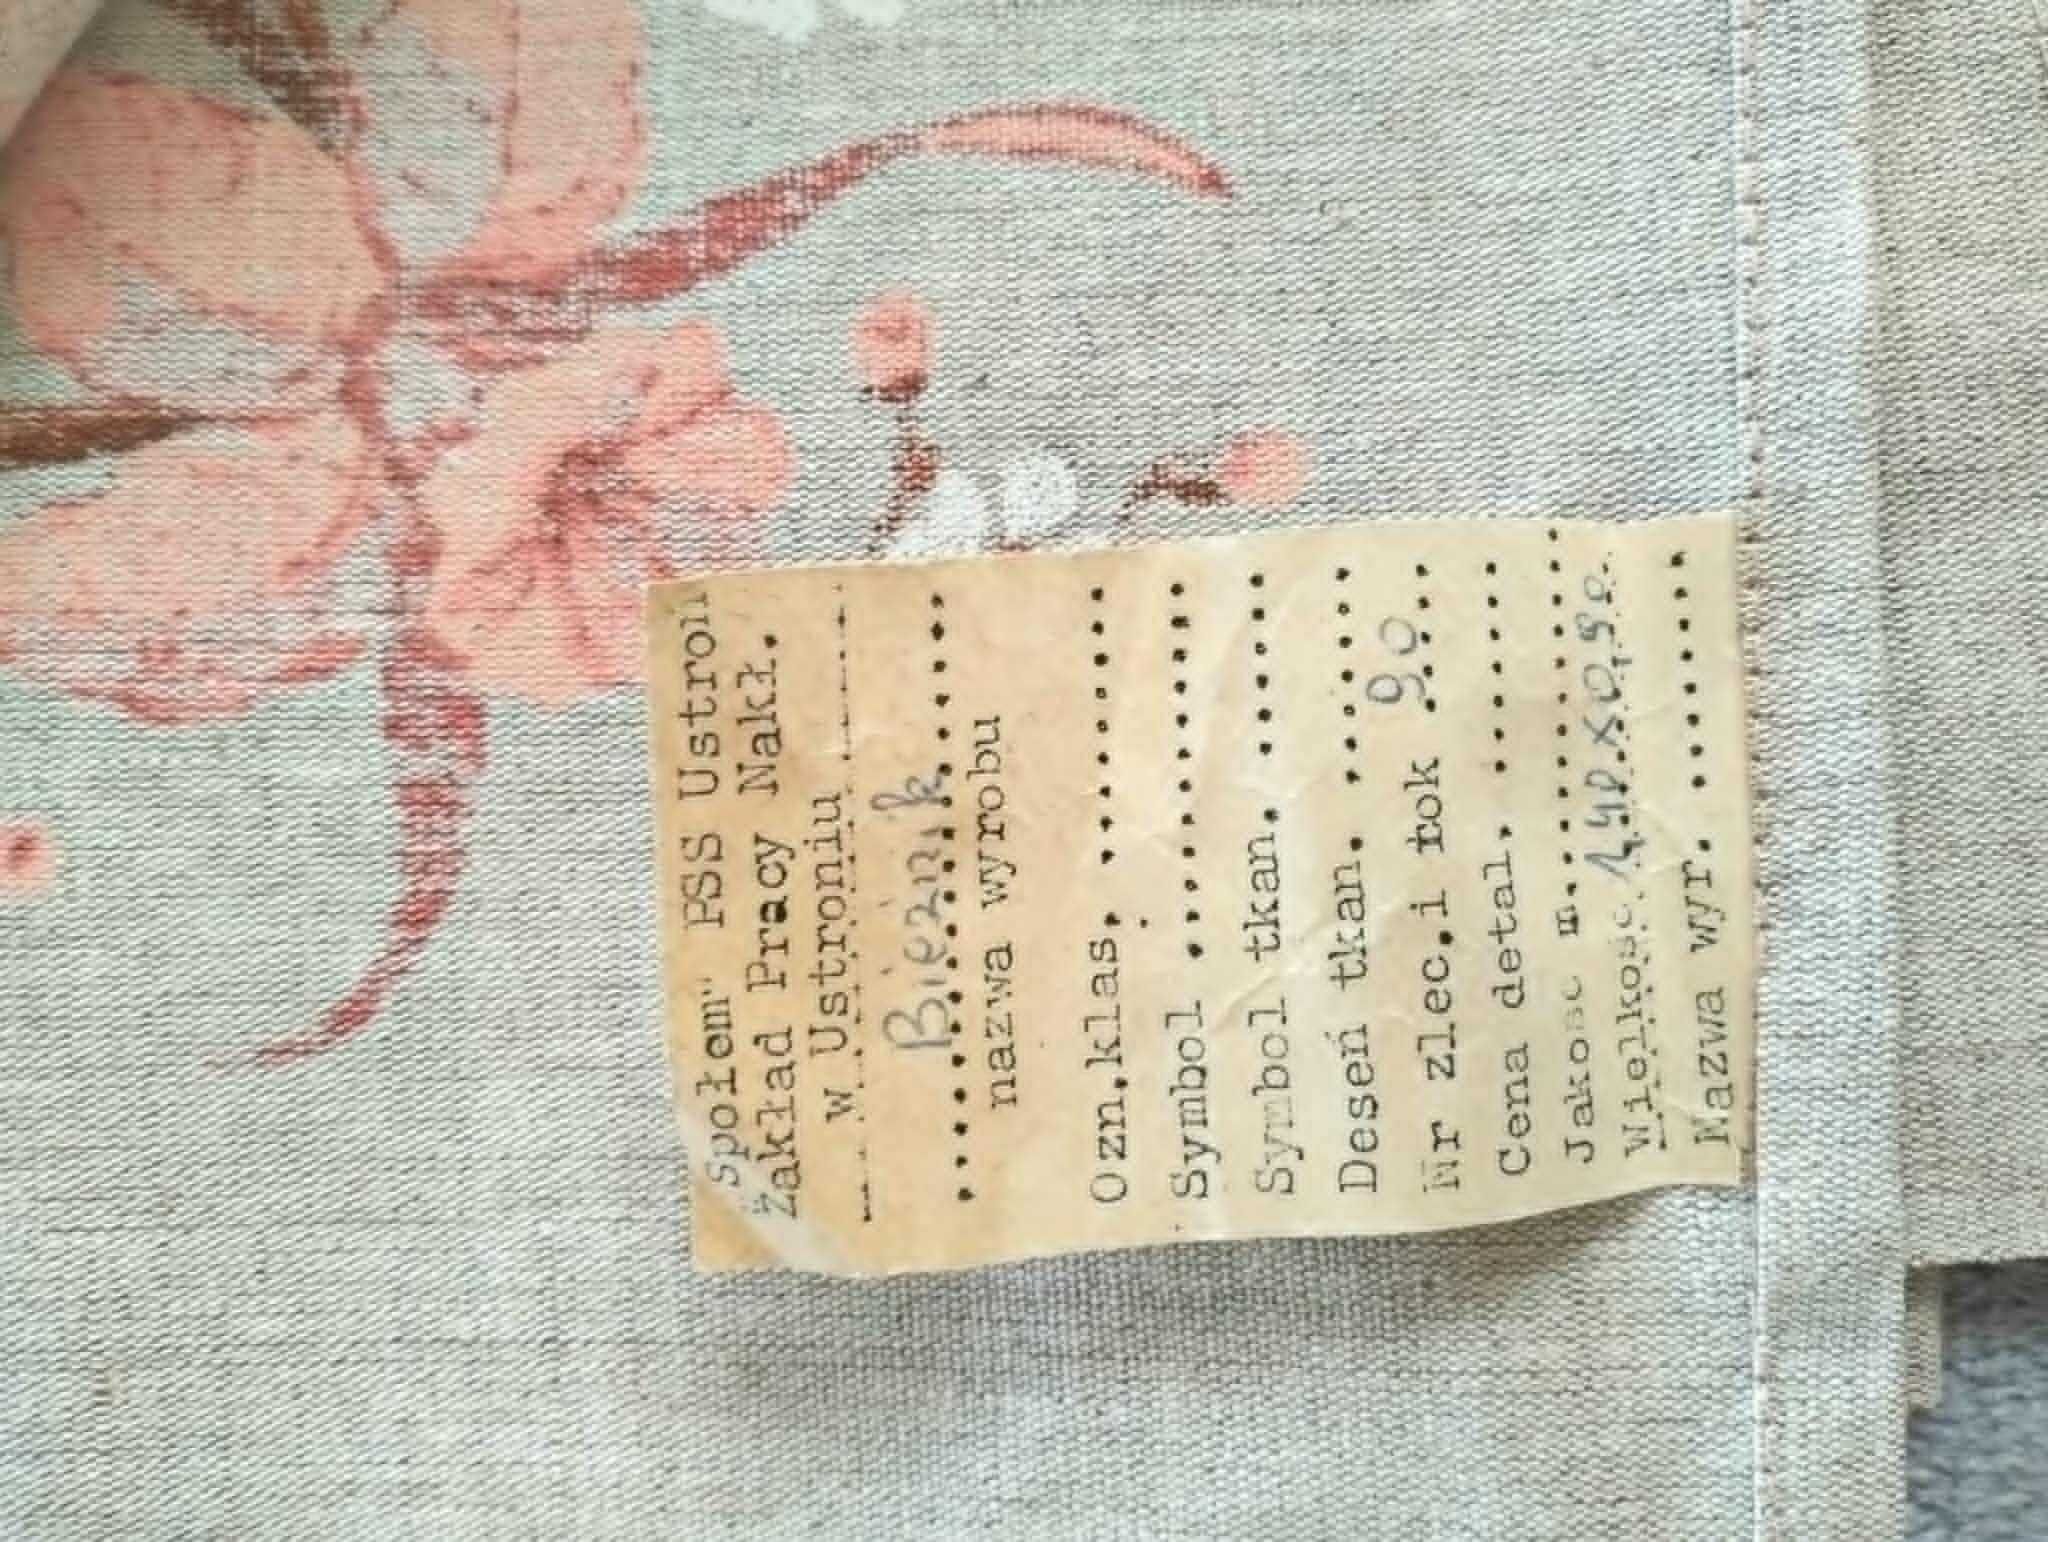 Społem" PSS Ustroń
Zakład Pracy Nakł.
w Ustroniu
Bieżnik
nazwa wyrobu
Ozn.klas.
Symbol
Symbol tkan.
Deseń tkan.
Nr zlec.i rok 90
Cena detal.
Jakość
Wielkość
Nazwa wyr.